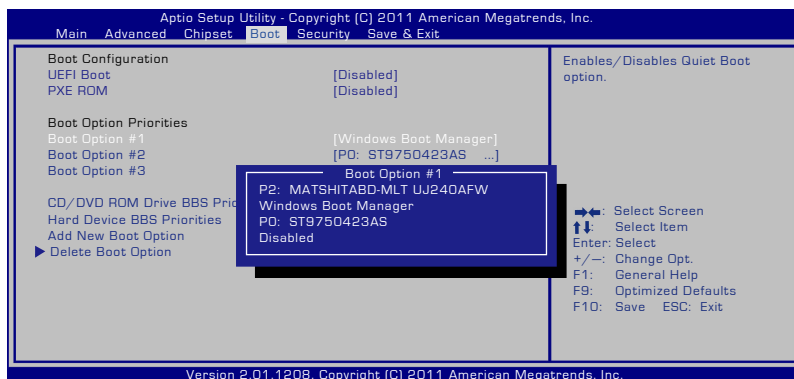 Aptio Setup Utility - Copyright (C) 2011 American Megatrends, Inc.
Main Advanced Chipset Boot Security Save & Exit
Boot Configuration
UEFI Boot [Disabled]
PXE ROM [Disabled]
Boot Option Priorities
Boot Option #1 [Windows Boot Manager]
Boot Option #2 [P0: ST9750423AS ...]
Boot Option #3
CD/DVD ROM Drive BBS Prio
Hard Device BBS Priorities
Add New Boot Option
Delete Boot Option
Boot Option #1
P2: MATSHITABD-MLT UJ240AFW
Windows Boot Manager
P0: ST9750423AS
Disabled
Enables/Disables Quiet Boot
option.
→←: Select Screen
↑↓: Select Item
Enter: Select
+/—: Change Opt.
F1: General Help
F9: Optimized Defaults
F10: Save ESC: Exit
Version 2.01.1208. Copyright (C) 2011 American Megatrends, Inc.